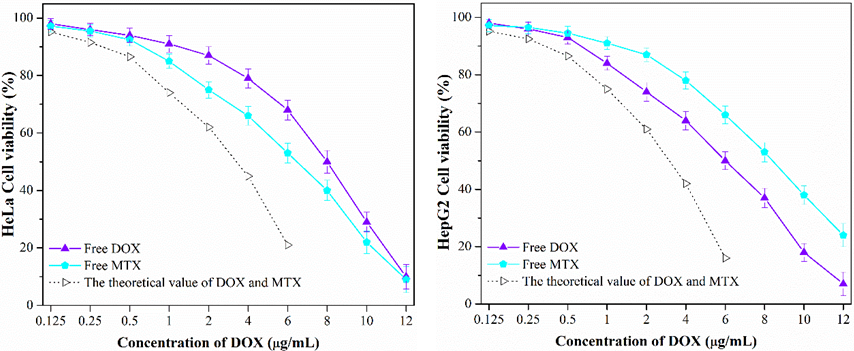 HeLa Cell viability (%)
100
80
60
40
20
0
Free DOX
Free MTX
The theoretical value of DOX and MTX
0.125 0.25 0.5 1 2 4 6 8 10 12
Concentration of DOX (μg/mL)
HepG2 Cell viability (%)
100
80
60
40
20
0
Free DOX
Free MTX
The theoretical value of DOX and MTX
0.125 0.25 0.5 1 2 4 6 8 10 12
Concentration of DOX (μg/mL)